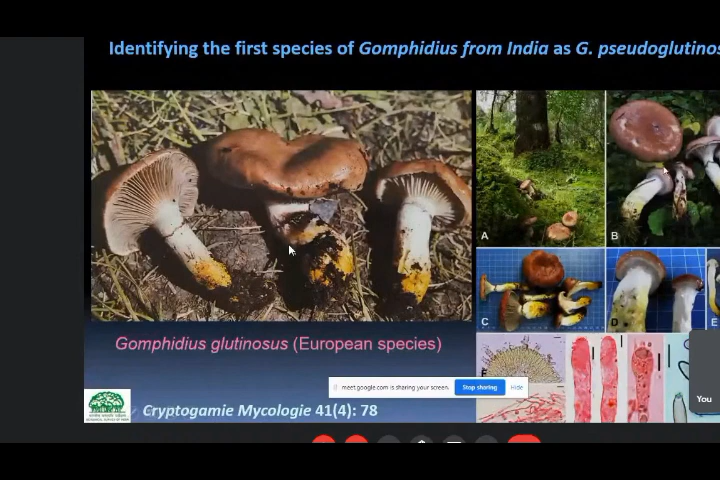 Identifying the first species of Gomphidius from India as G. pseudoglutinos
A
B
C
D
E
Gomphidius glutinosus (European species)
meet.google.com is sharing your screen.
Stop sharing
Hide
You
Cryptogamie Mycologie 41(4): 78